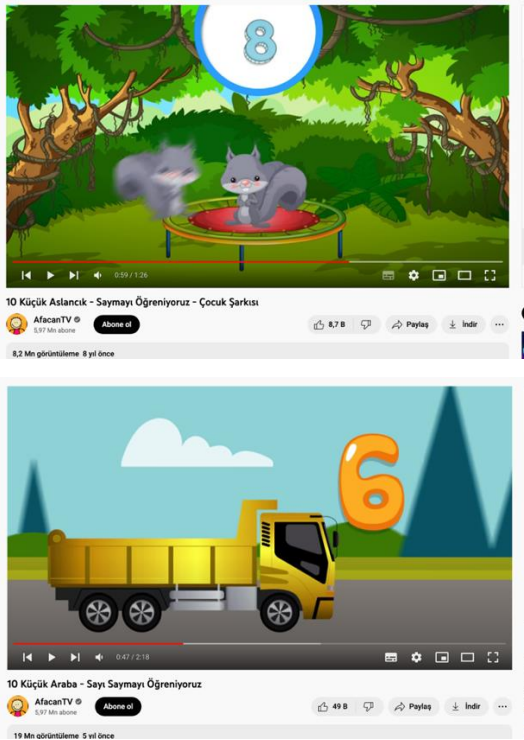 8
0:59 / 1:26
10 Küçük Aslancık - Saymayı Öğreniyoruz - Çocuk Şarkısı
AfacanTV
5,97 Mn abone
Abone ol
8,7 B
Paylaş
İndir
8,2 Mn görüntüleme 8 yıl önce
6
0:47 / 2:18
10 Küçük Araba - Sayı Saymayı Öğreniyoruz
AfacanTV
5,97 Mn abone
Abone ol
49 B
Paylaş
İndir
19 Mn görüntüleme 5 yıl önce